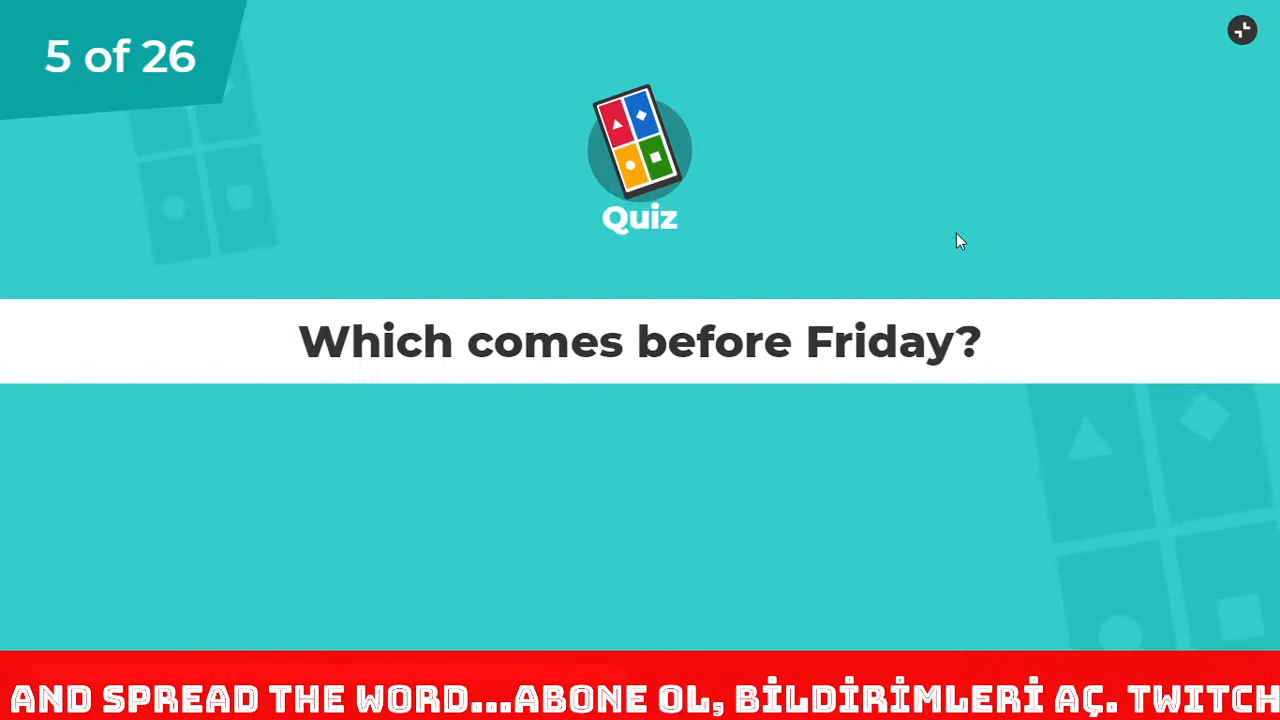 5 of 26
Quiz
Which comes before Friday?
AND SPREAD THE WORD...ABONE OL, BİLDİRİMLERİ AÇ. TWITCH